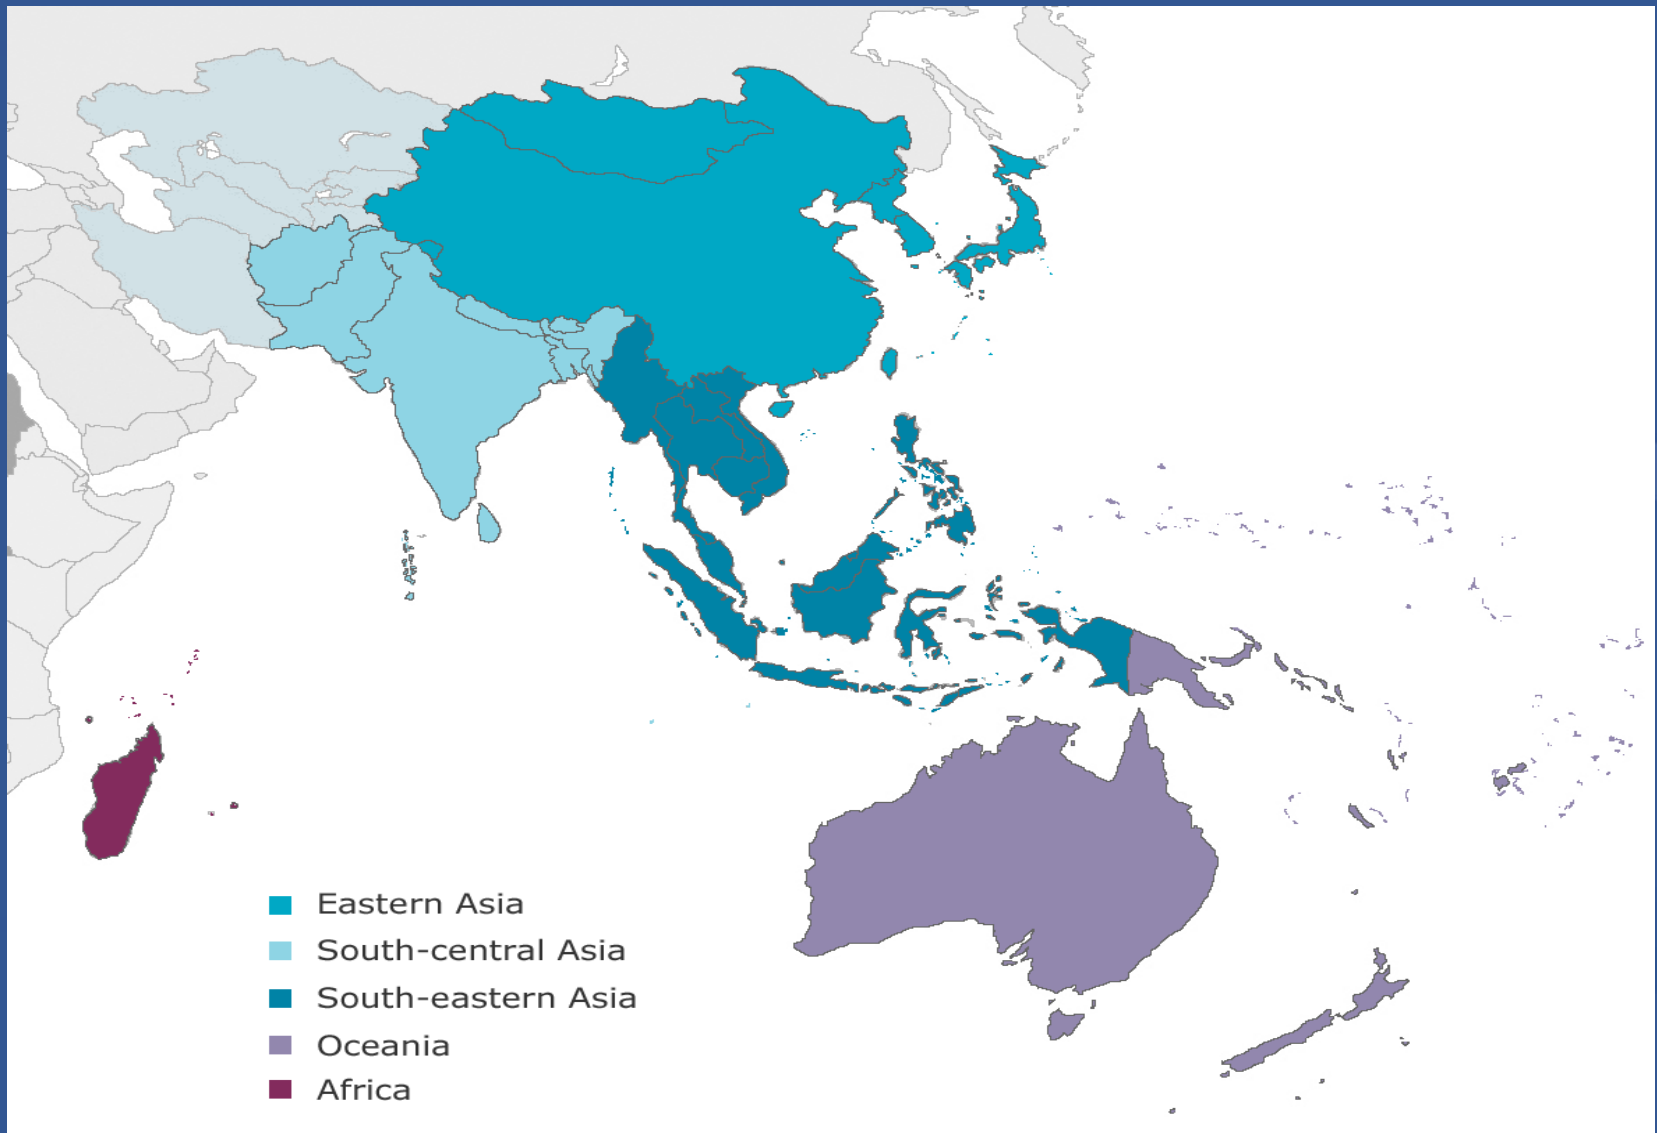 Eastern Asia
South-central Asia
South-eastern Asia
Oceania
Africa